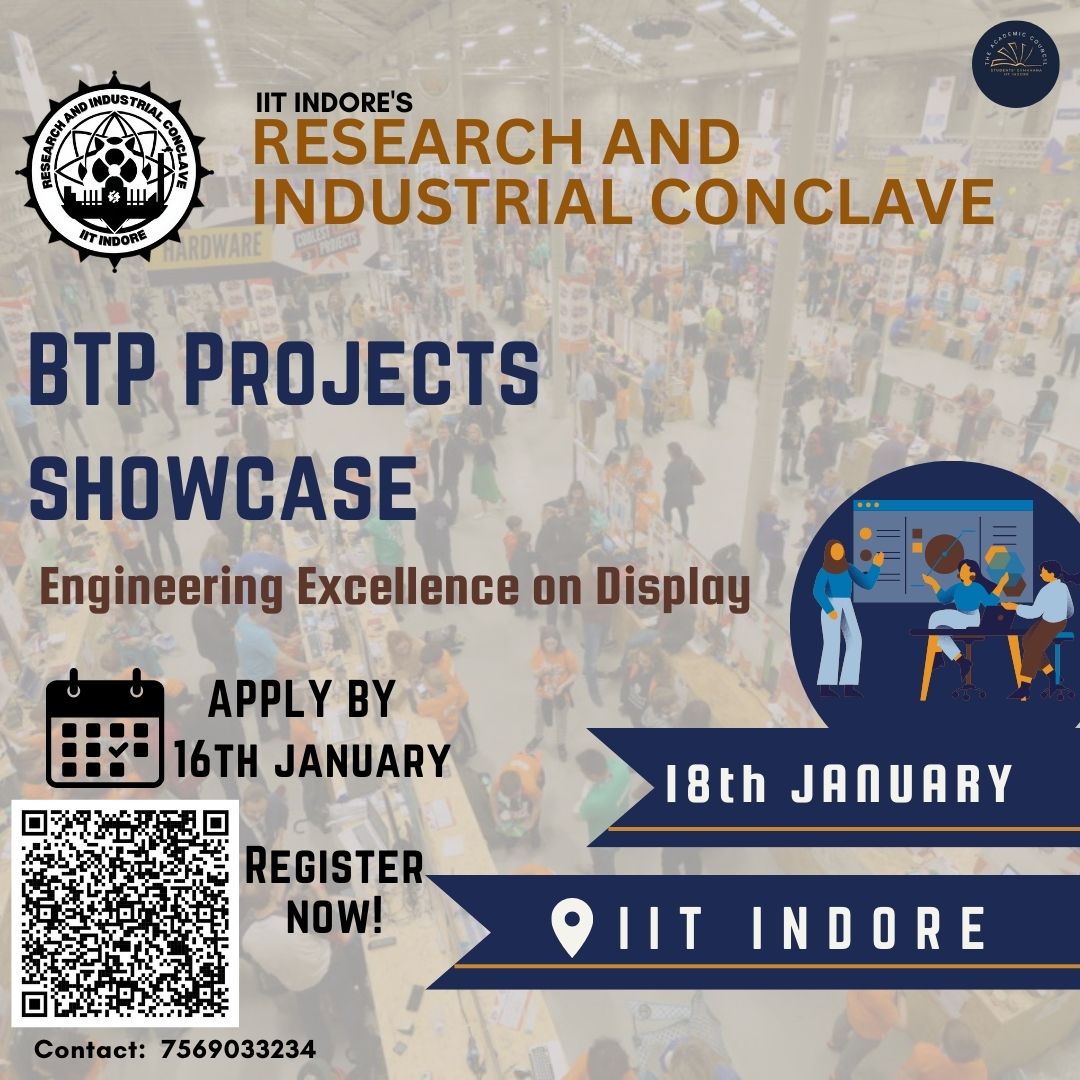 THE ACADEMIC COUNCIL
STUDENTS' GYMKHANA
IIT INDORE
RESEARCH AND INDUSTRIAL CONCLAVE
IIT INDORE
IIT INDORE'S
RESEARCH AND
INDUSTRIAL CONCLAVE
HARDWARE
COOLEST
PROJECTS
BTP PROJECTS
SHOWCASE
Engineering Excellence on Display
APPLY BY
16TH JANUARY
18th JANUARY
REGISTER
NOW!
IIT INDORE
Contact: 7569033234